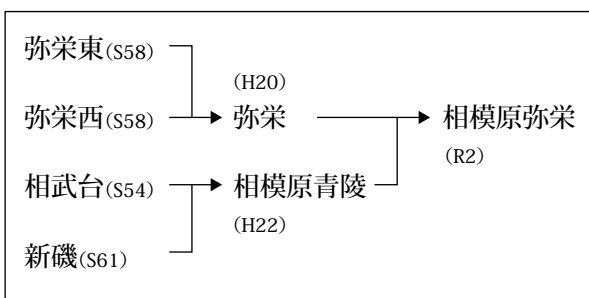 弥栄東(S58)
(H20)
弥栄西(S58)
弥栄
相模原弥栄
(R2)
相武台(S54)
相模原青陵
(H22)
新磯(S61)